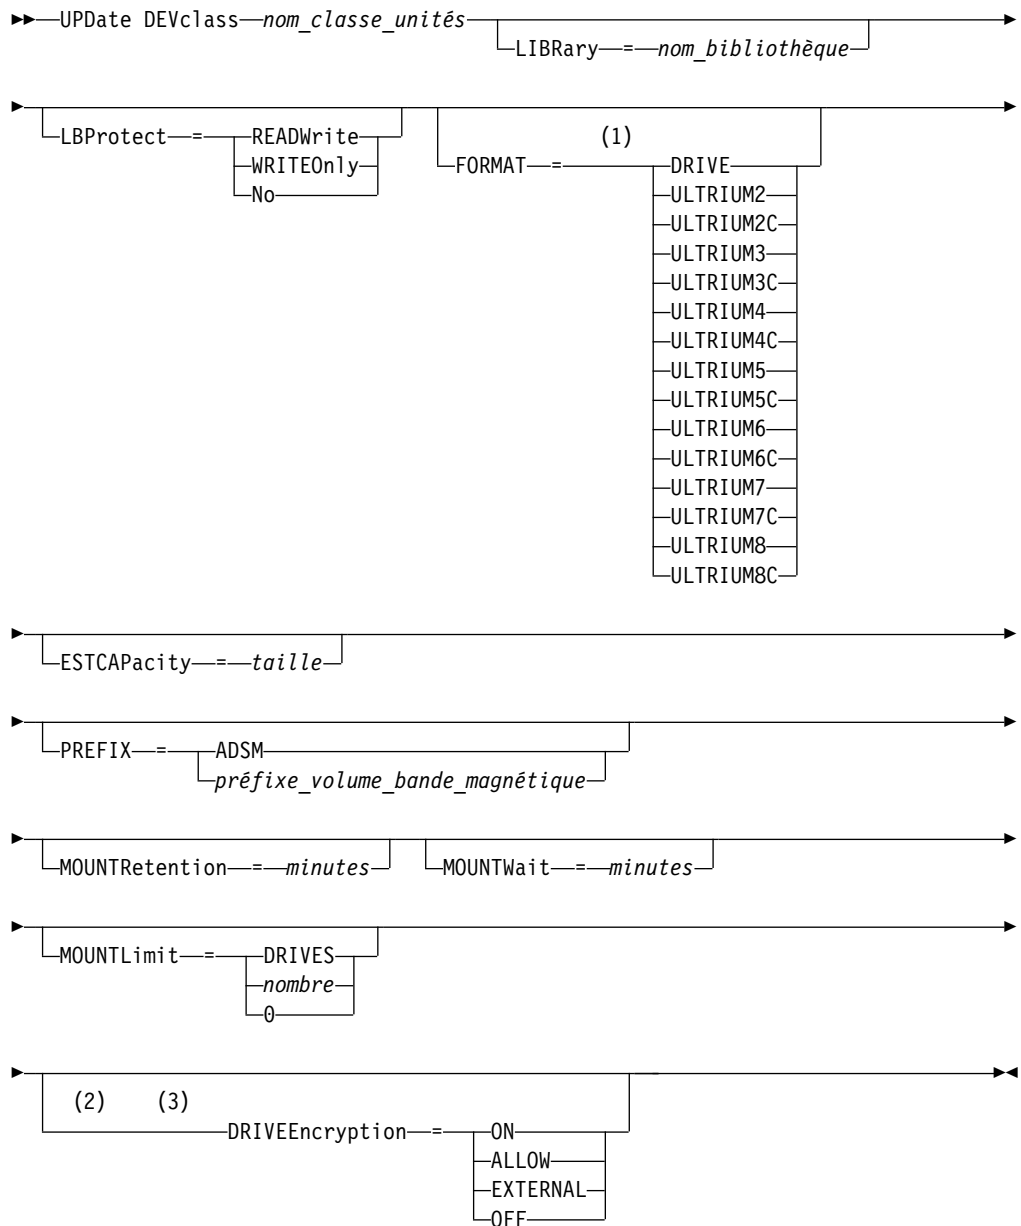 UPDate DEVclass nom_classe_unités
LIBRary = nom_bibliothèque
LBProtect = READWrite
WRITEOnly
No
FORMAT = (1) DRIVE
ULTRIUM2
ULTRIUM2C
ULTRIUM3
ULTRIUM3C
ULTRIUM4
ULTRIUM4C
ULTRIUM5
ULTRIUM5C
ULTRIUM6
ULTRIUM6C
ULTRIUM7
ULTRIUM7C
ULTRIUM8
ULTRIUM8C
ESTCAPacity = taille
PREFIX = ADSM
préfixe_volume_bande_magnétique
MOUNTRetention = minutes MOUNTWait = minutes
MOUNTLimit = DRIVES
nombre
0
(2) (3)
DRIVEEncryption = ON
ALLOW
EXTERNAL
OFF